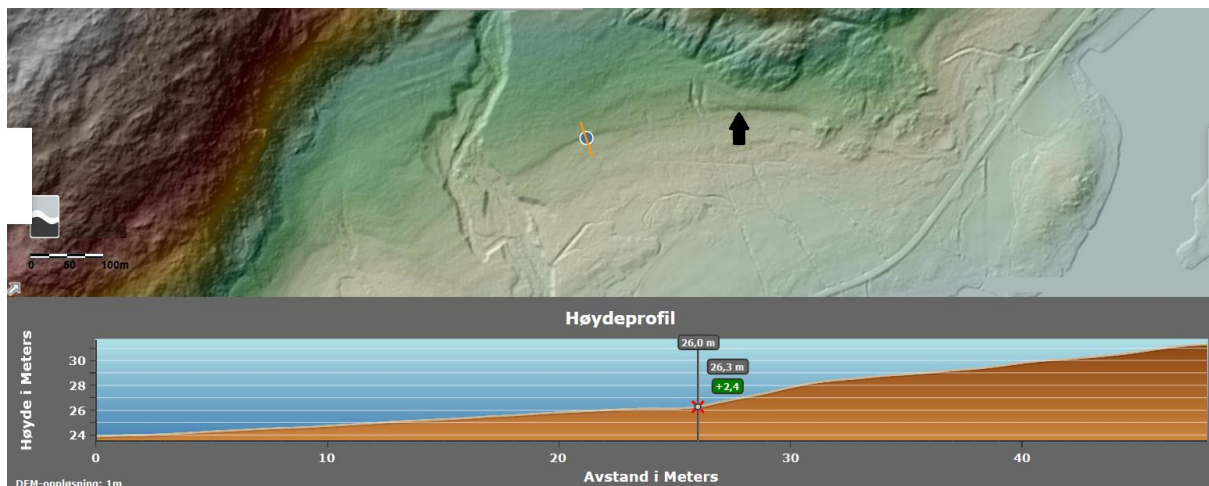 0 50 100m
Høydeprofil
Høyde i Meters
30
28
26
24
26,0 m
26,3 m
+2,4
0 10 20 30 40
Avstand i Meters
DEM-oppløsning: 1m